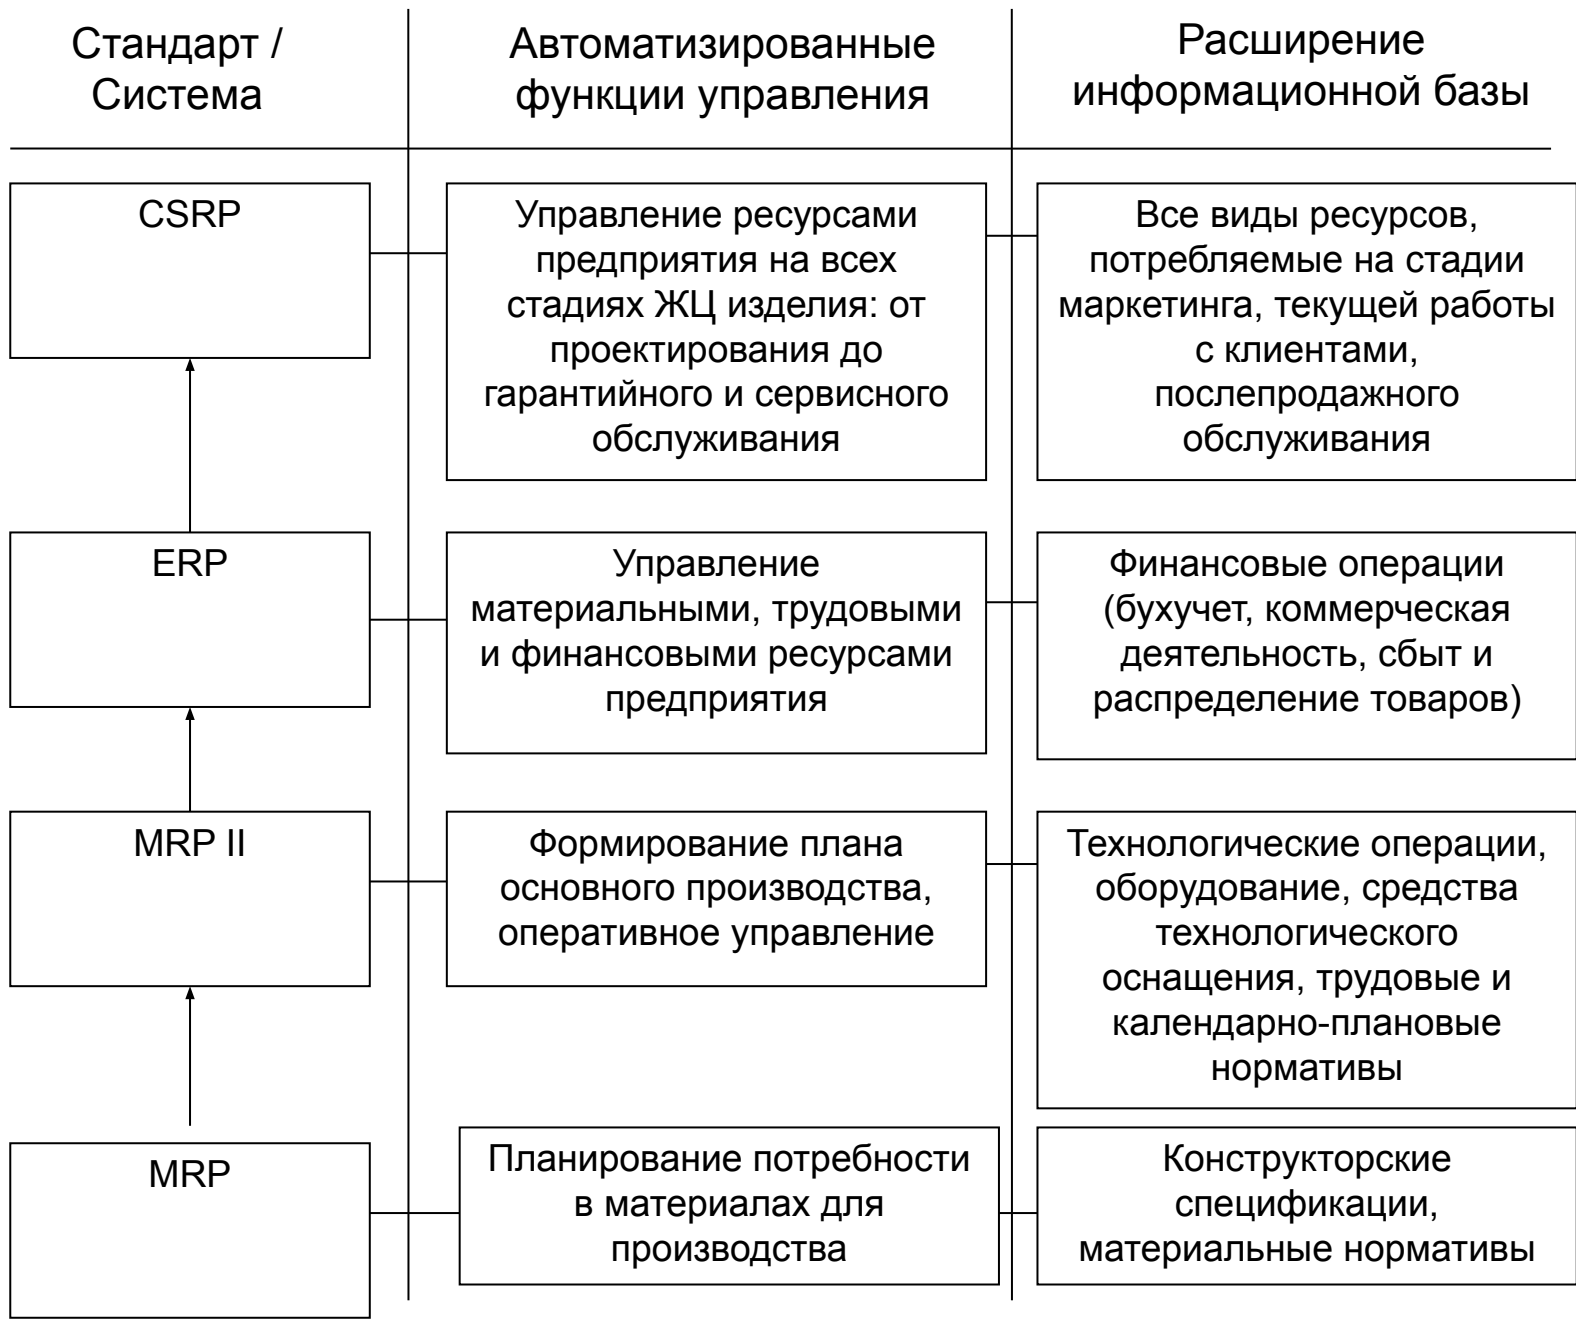 Стандарт /
Система
Автоматизированные
функции управления
Расширение
информационной базы
CSRP
Управление ресурсами
предприятия на всех
стадиях ЖЦ изделия: от
проектирования до
гарантийного и сервисного
обслуживания
Все виды ресурсов,
потребляемые на стадии
маркетинга, текущей работы
с клиентами,
послепродажного
обслуживания
ERP
Управление
материальными, трудовыми
и финансовыми ресурсами
предприятия
Финансовые операции
(бухучет, коммерческая
деятельность, сбыт и
распределение товаров)
MRP II
Формирование плана
основного производства,
оперативное управление
Технологические операции,
оборудование, средства
технологического
оснащения, трудовые и
календарно-плановые
нормативы
MRP
Планирование потребности
в материалах для
производства
Конструкторские
спецификации,
материальные нормативы